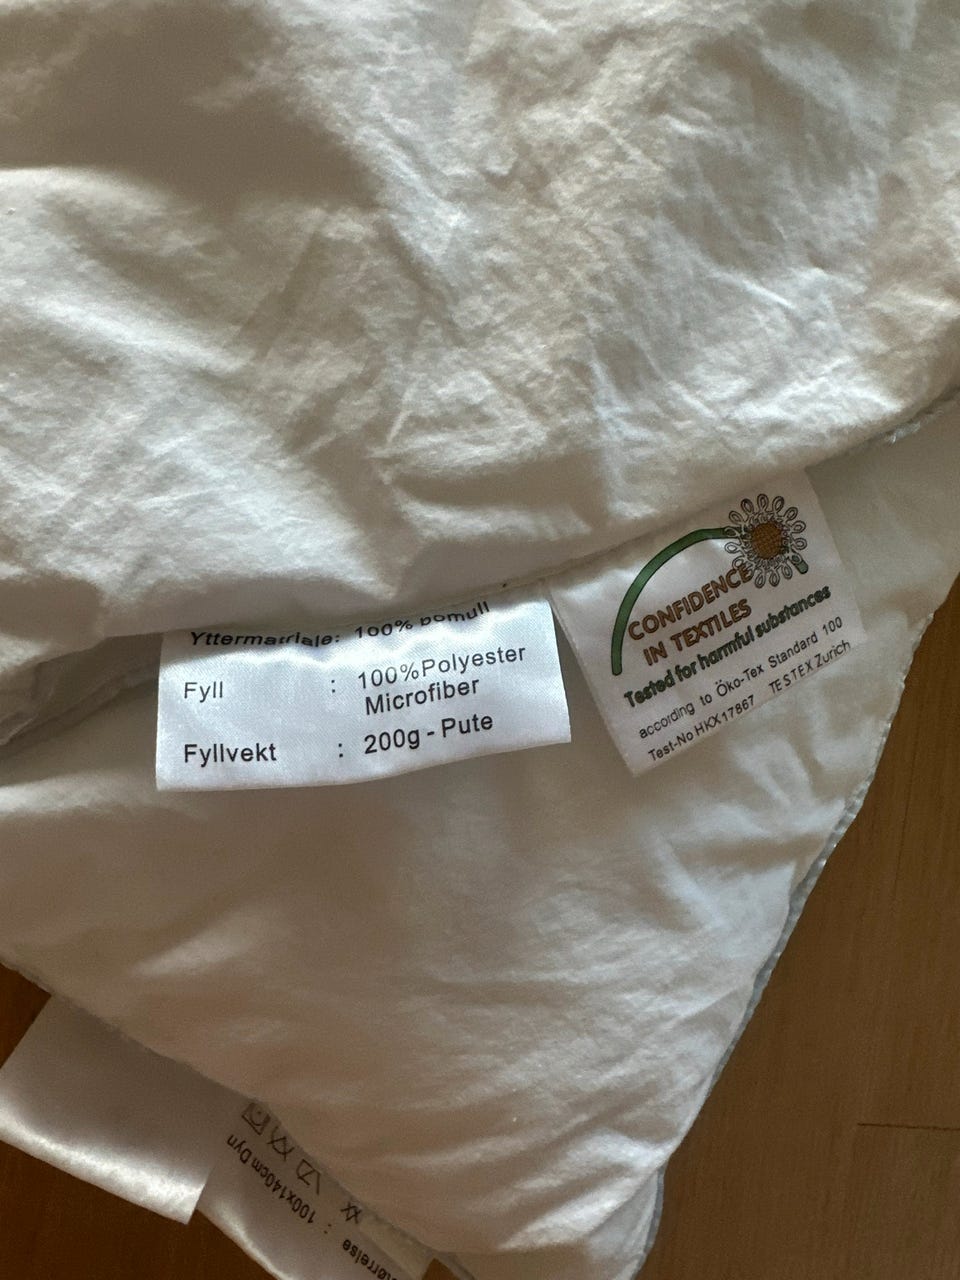 Yttermatriale: 100% bomull
Fyll : 100%Polyester
Microfiber
Fyllvekt : 200g - Pute
CONFIDENCE
IN TEXTILES
Tested for harmful substances
according to Öko-Tex Standard 100
Test-No HKX17867 TESTEX Zurich
: 100x140cm Dyn